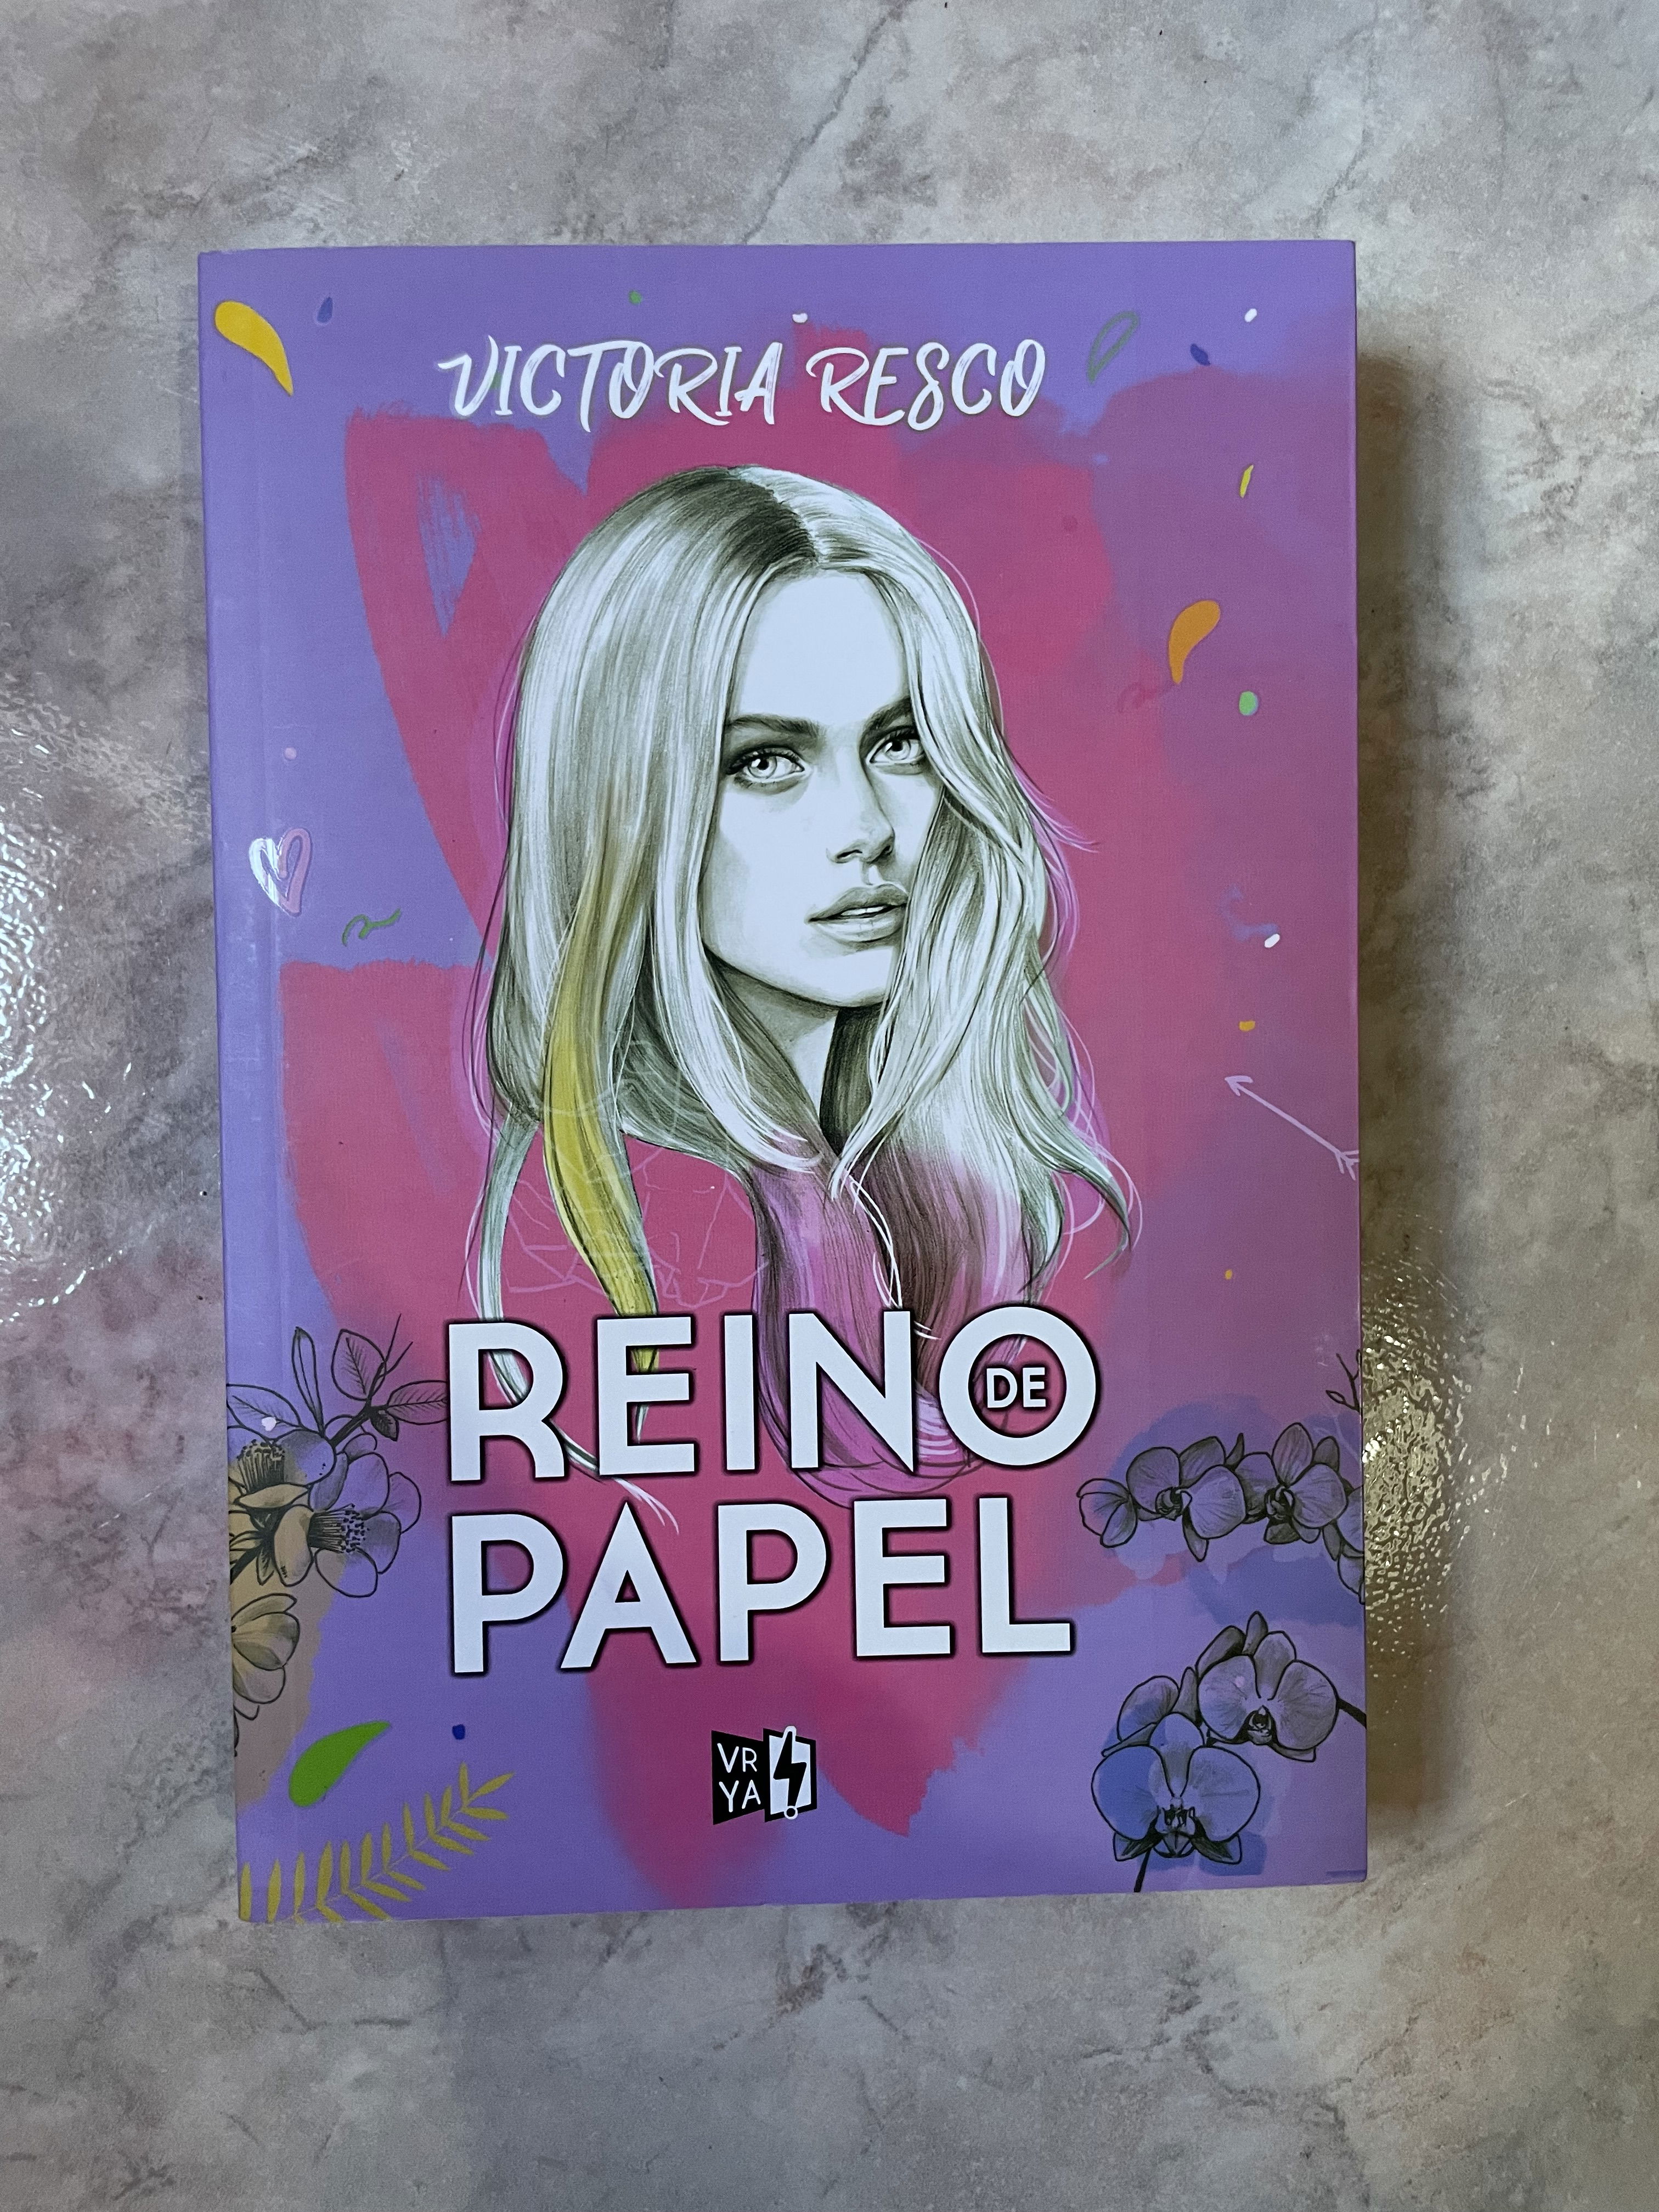 VICTORIA RESCO
REINO
DE
PAPEL
VR
YA